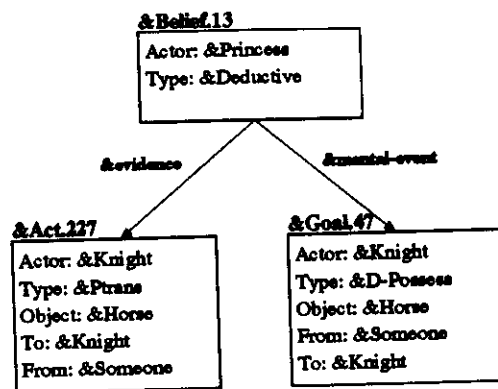 &Belief.13
Actor: &Princess
Type: &Deductive
&evidence
&mental-event
&Act.227
Actor: &Knight
Type: &Ptrans
Object: &Horse
To: &Knight
From: &Someone
&Goal.47
Actor: &Knight
Type: &D-Possess
Object: &Horse
From: &Someone
To: &Knight